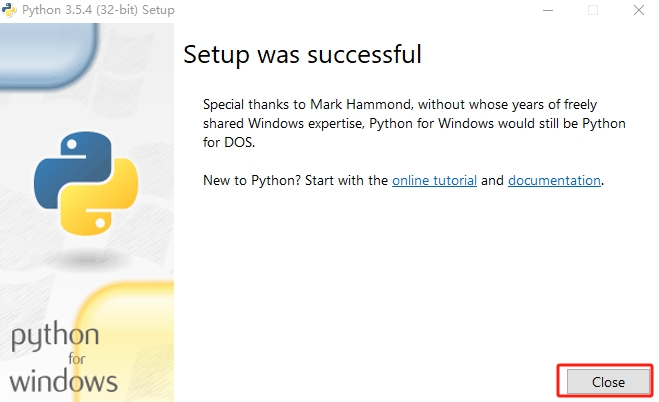 Python 3.5.4 (32-bit) Setup
Setup was successful
Special thanks to Mark Hammond, without whose years of freely
shared Windows expertise, Python for Windows would still be Python
for DOS.
New to Python? Start with the online tutorial and documentation.
python
for
windows
Close